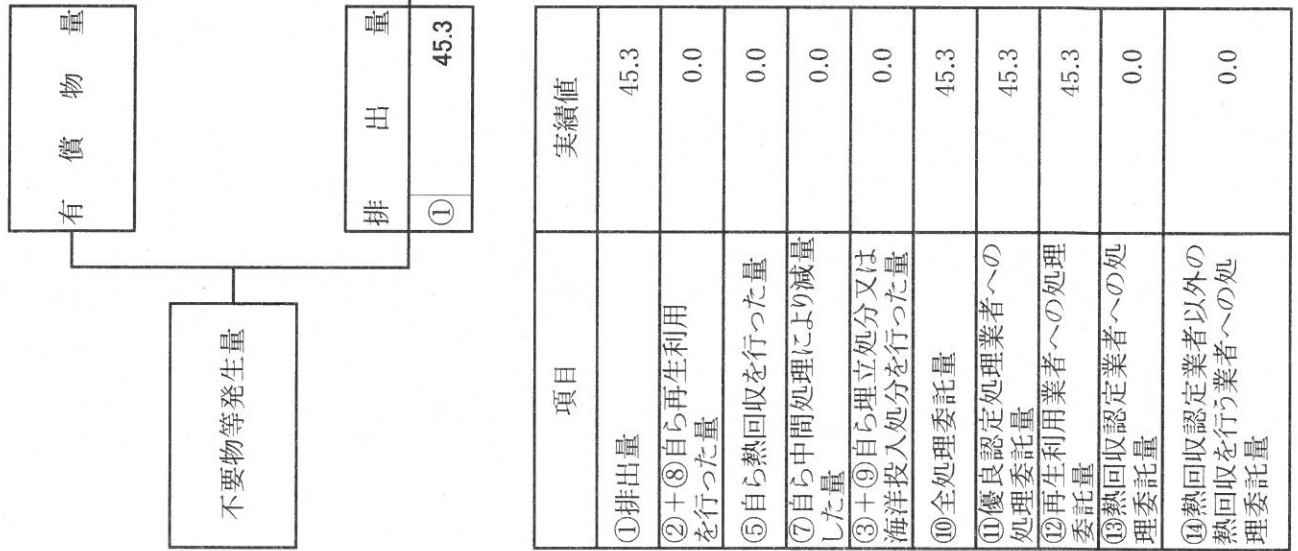 有償物量
不要物等発生量
排出量
① 45.3
項目 実績値
①排出量 45.3
②+⑧自ら再生利用
を行った量 0.0
⑤自ら熱回収を行った量 0.0
⑦自ら中間処理により減量
した量 0.0
③+⑨自ら埋立処分又は
海洋投入処分を行った量 0.0
⑩全処理委託量 45.3
⑪優良認定処理業者への
処理委託量 45.3
⑫再生利用業者への処理
委託量 45.3
⑬熱回収認定業者への処
理委託量 0.0
⑭熱回収認定業者以外の
熱回収を行う業者への処
理委託量 0.0